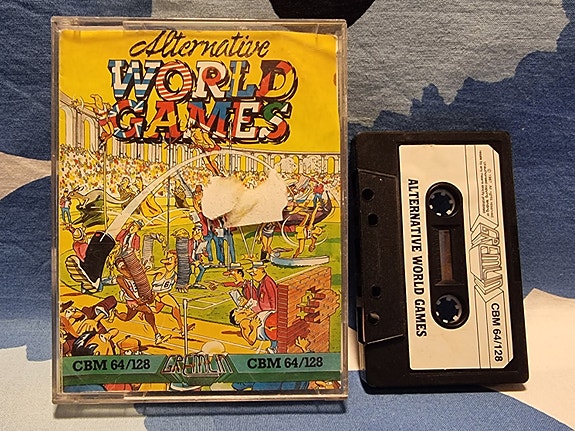 Alternative
WORLD
GAMES
CBM 64/128
GREMLIN
CBM 64/128
ALTERNATIVE WORLD GAMES
GREMLIN
CBM 64/128